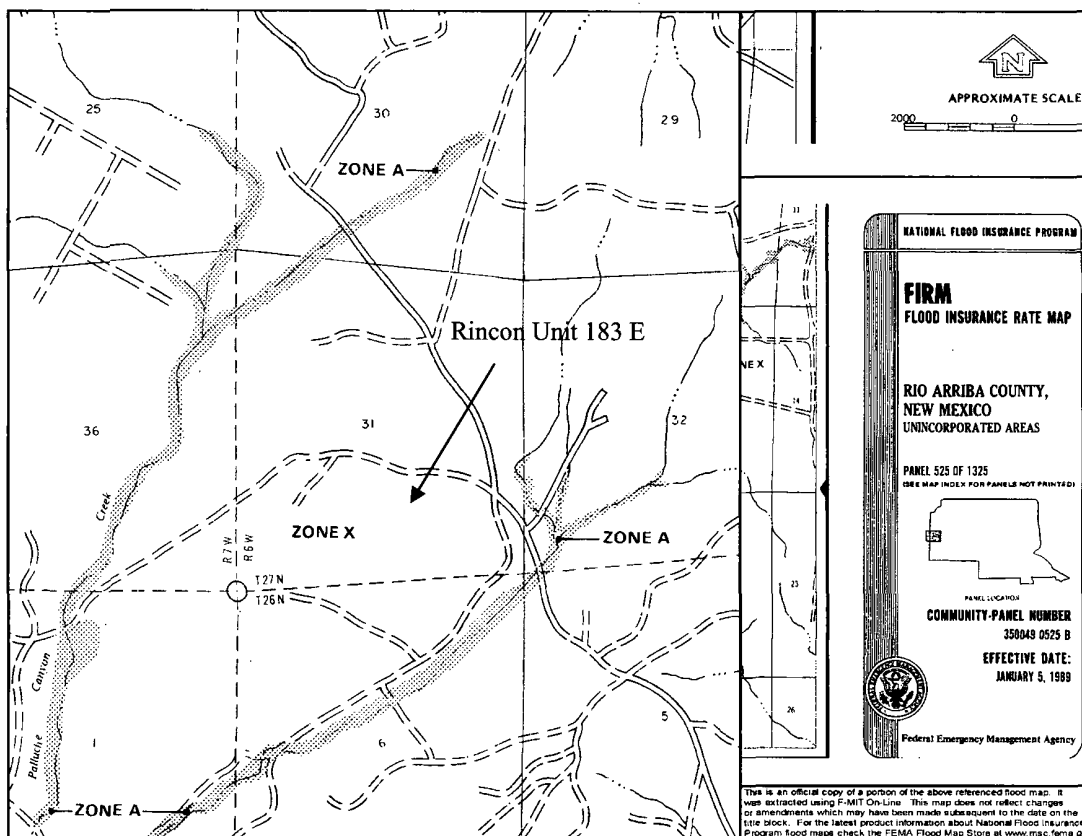 25
30
29
ZONE A
Rincon Unit 183 E
36
31
32
Creek
ZONE X
ZONE A
R7W
R6W
T27N
T26N
Canyon
Palluche
1
6
5
ZONE A
NE X
26
N
APPROXIMATE SCALE
2000 0
NATIONAL FLOOD INSURANCE PROGRAM
FIRM
FLOOD INSURANCE RATE MAP
RIO ARRIBA COUNTY,
NEW MEXICO
UNINCORPORATED AREAS
PANEL 525 OF 1325
(SEE MAP INDEX FOR PANELS NOT PRINTED)
PANEL LOCATION
COMMUNITY-PANEL NUMBER
350049 0525 B
EFFECTIVE DATE:
JANUARY 5, 1989
Federal Emergency Management Agency
This is an official copy of a portion of the above referenced flood map. It
was extracted using F-MIT On-Line This map does not reflect changes
or amendments which may have been made subsequent to the date on the
title block. For the latest product information about National Flood Insurance
Program flood maps check the FEMA Flood Map Store at www.msc.fema.go